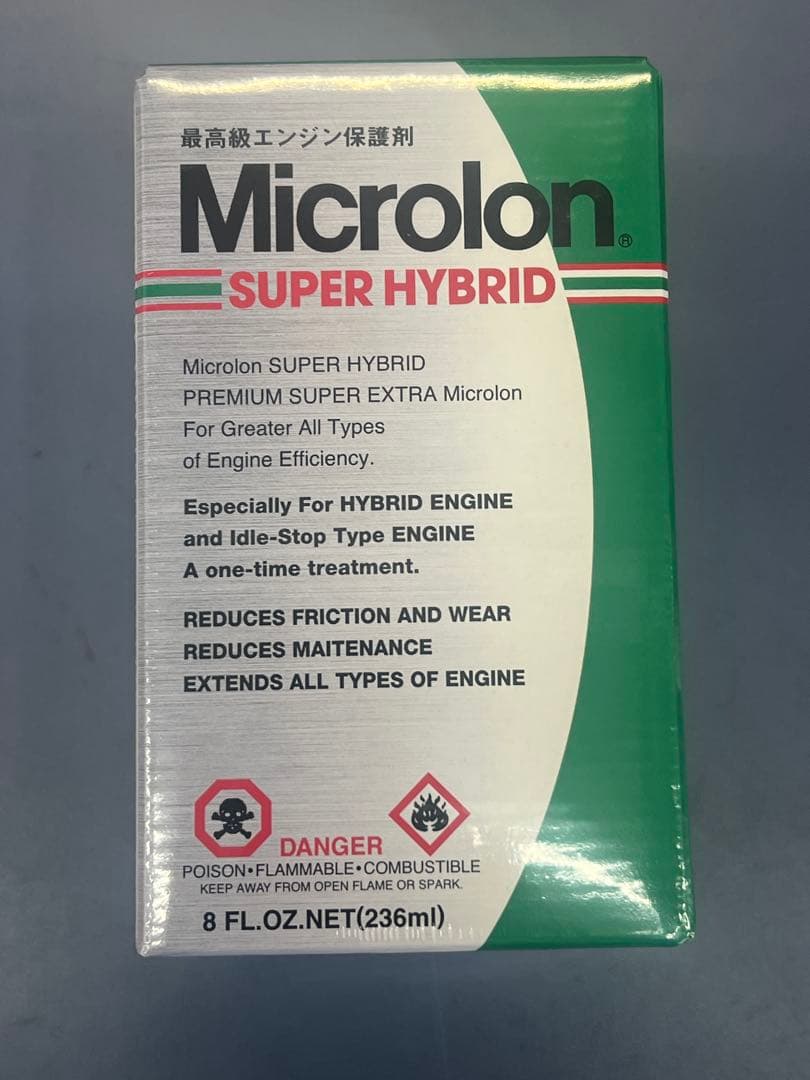 最高級エンジン保護剤
Microlon®
SUPER HYBRID
Microlon SUPER HYBRID
PREMIUM SUPER EXTRA Microlon
For Greater All Types
of Engine Efficiency.
Especially For HYBRID ENGINE
and Idle-Stop Type ENGINE
A one-time treatment.
REDUCES FRICTION AND WEAR
REDUCES MAITENANCE
EXTENDS ALL TYPES OF ENGINE
DANGER
POISON•FLAMMABLE•COMBUSTIBLE
KEEP AWAY FROM OPEN FLAME OR SPARK.
8 FL.OZ.NET(236ml)